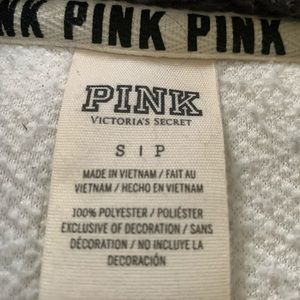 NK PINK PINK
PINK
VICTORIA'S SECRET
S | P
MADE IN VIETNAM / FAIT AU
VIETNAM / HECHO EN VIETNAM
100% POLYESTER / POLIÉSTER
EXCLUSIVE OF DECORATION / SANS
DÉCORATION / NO INCLUYE LA
DECORACIÓN